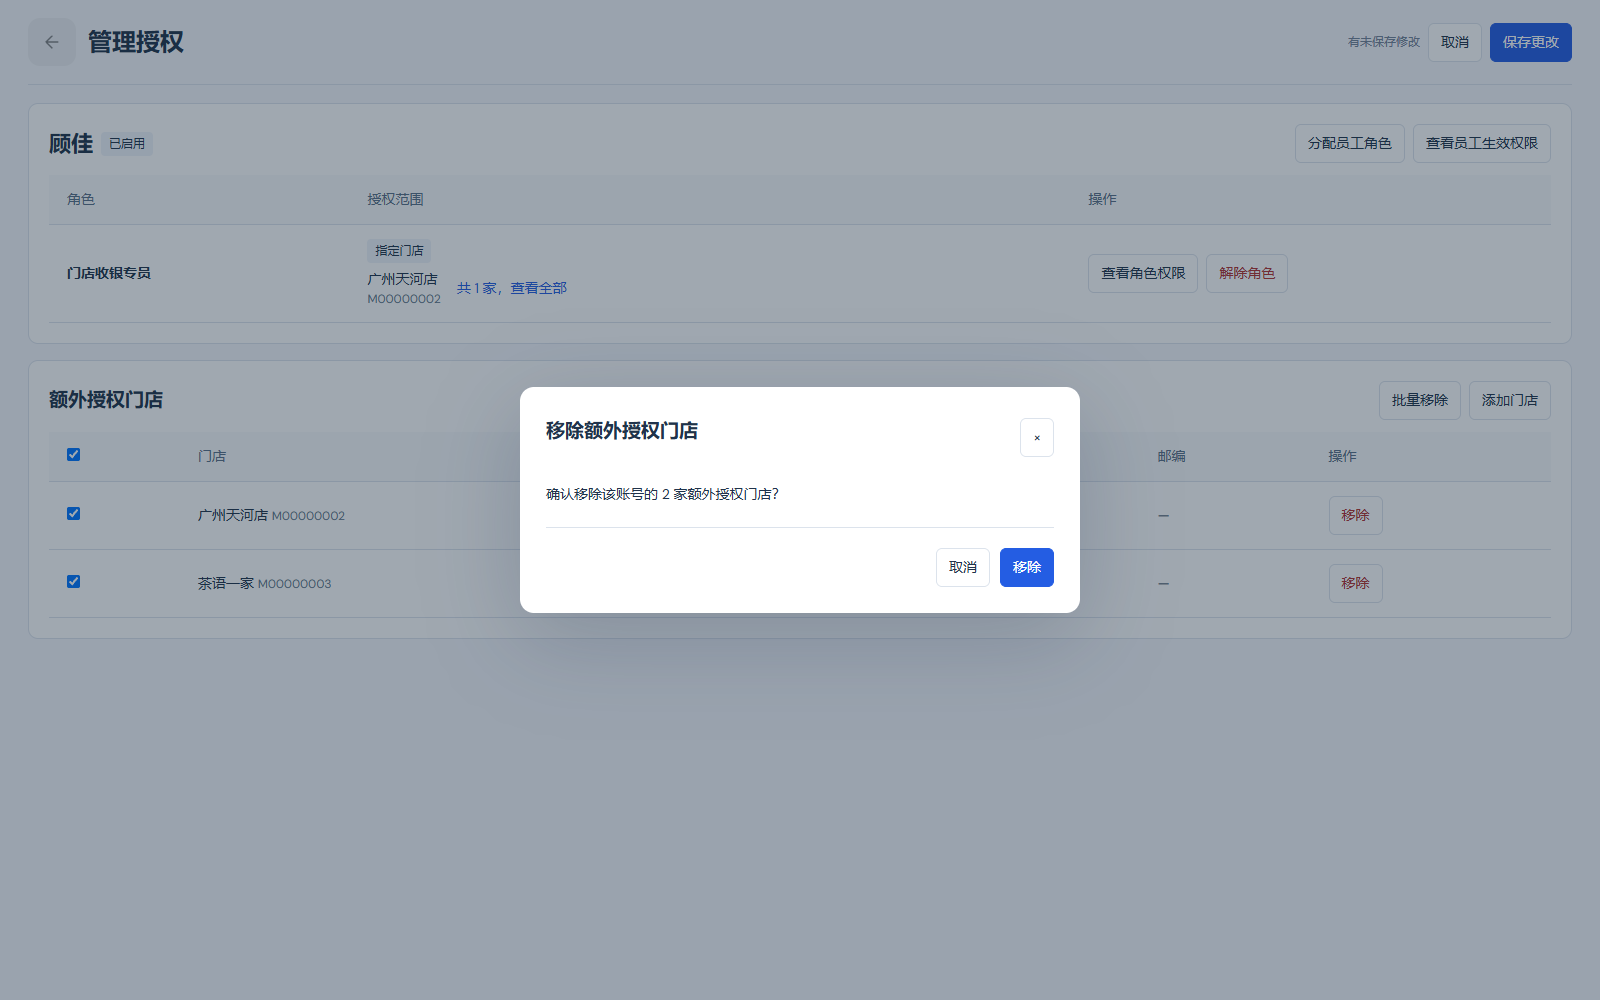 管理授权
有未保存修改 取消 保存更改
顾佳 已启用 分配员工角色 查看员工生效权限
角色 授权范围 操作
指定门店
门店收银专员 广州天河店 共 1 家，查看全部 查看角色权限 解除角色
M00000002
额外授权门店 批量移除 添加门店
门店 邮编 操作
广州天河店 M00000002 — 移除
茶语一家 M00000003 — 移除
移除额外授权门店 ×
确认移除该账号的 2 家额外授权门店?
取消 移除